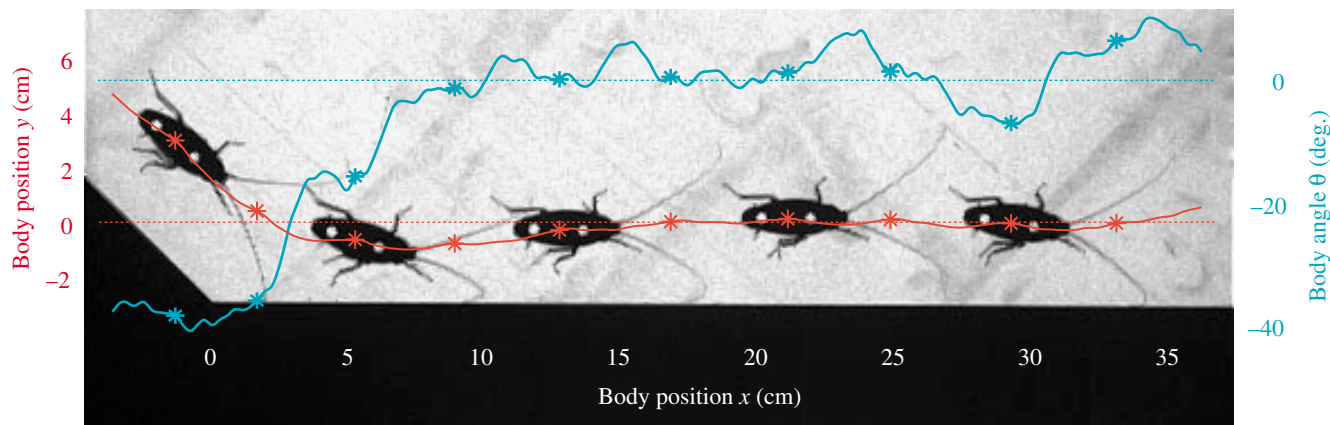 6
4
2
0
–2
Body position y (cm)
0
–20
–40
Body angle θ (deg.)
0 5 10 15 20 25 30 35
Body position x (cm)